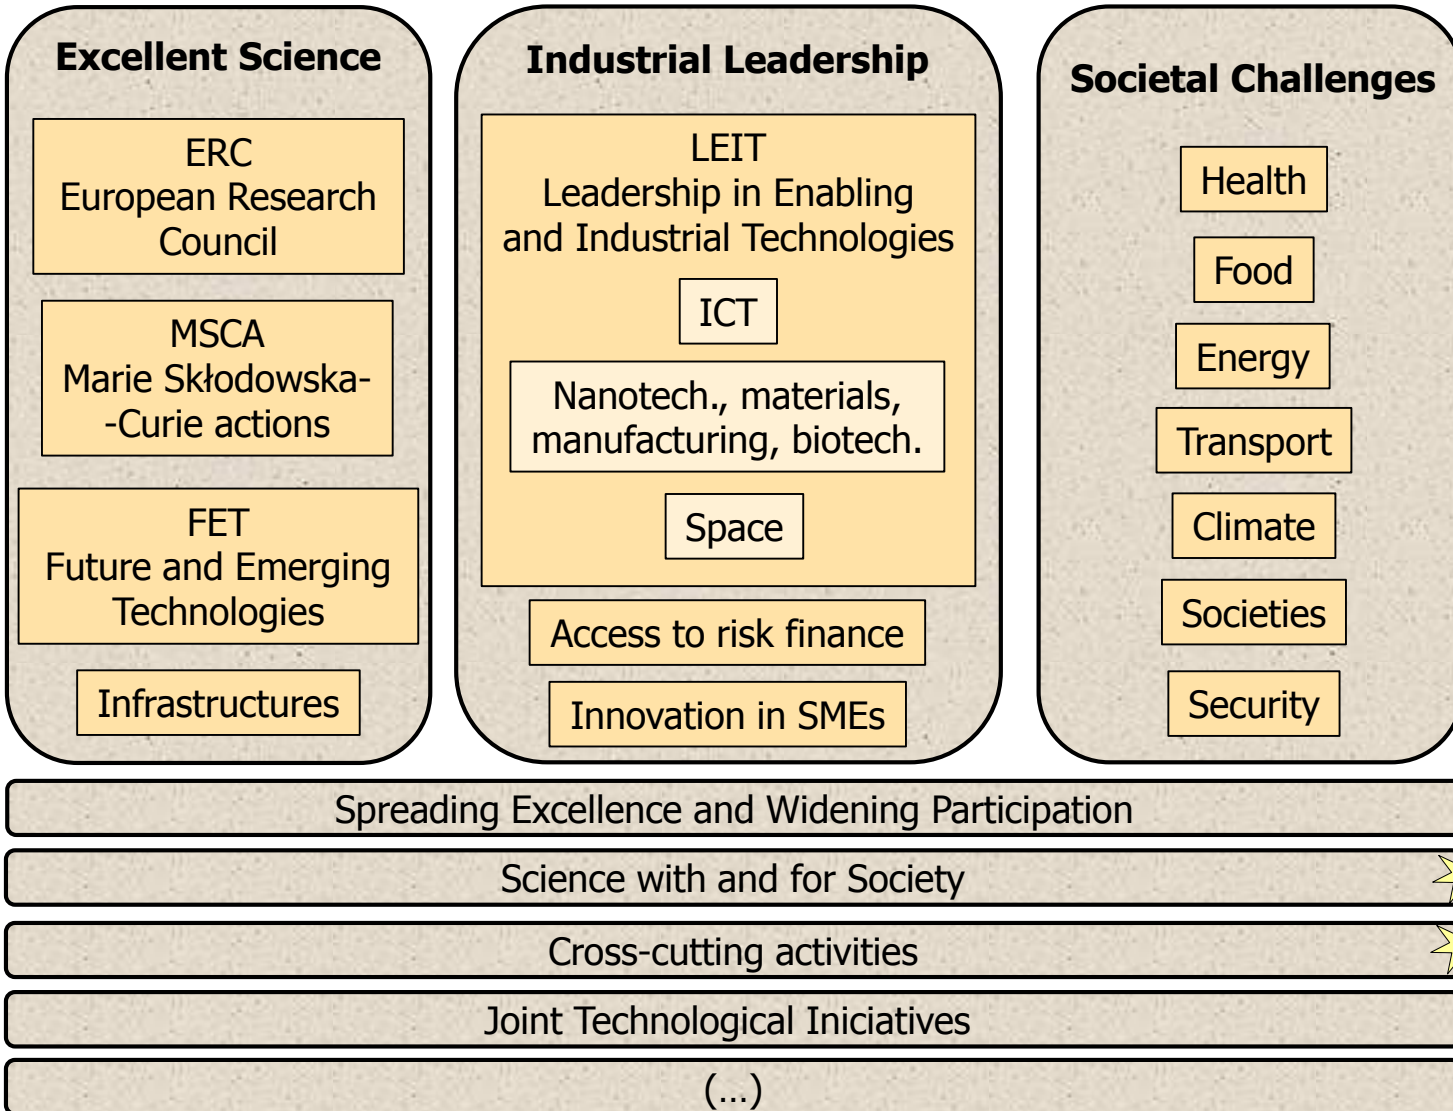 Excellent Science
ERC
European Research
Council
MSCA
Marie Skłodowska-
-Curie actions
FET
Future and Emerging
Technologies
Infrastructures
Industrial Leadership
LEIT
Leadership in Enabling
and Industrial Technologies
ICT
Nanotech., materials,
manufacturing, biotech.
Space
Access to risk finance
Innovation in SMEs
Societal Challenges
Health
Food
Energy
Transport
Climate
Societies
Security
Spreading Excellence and Widening Participation
Science with and for Society
Cross-cutting activities
Joint Technological Iniciatives
(...)